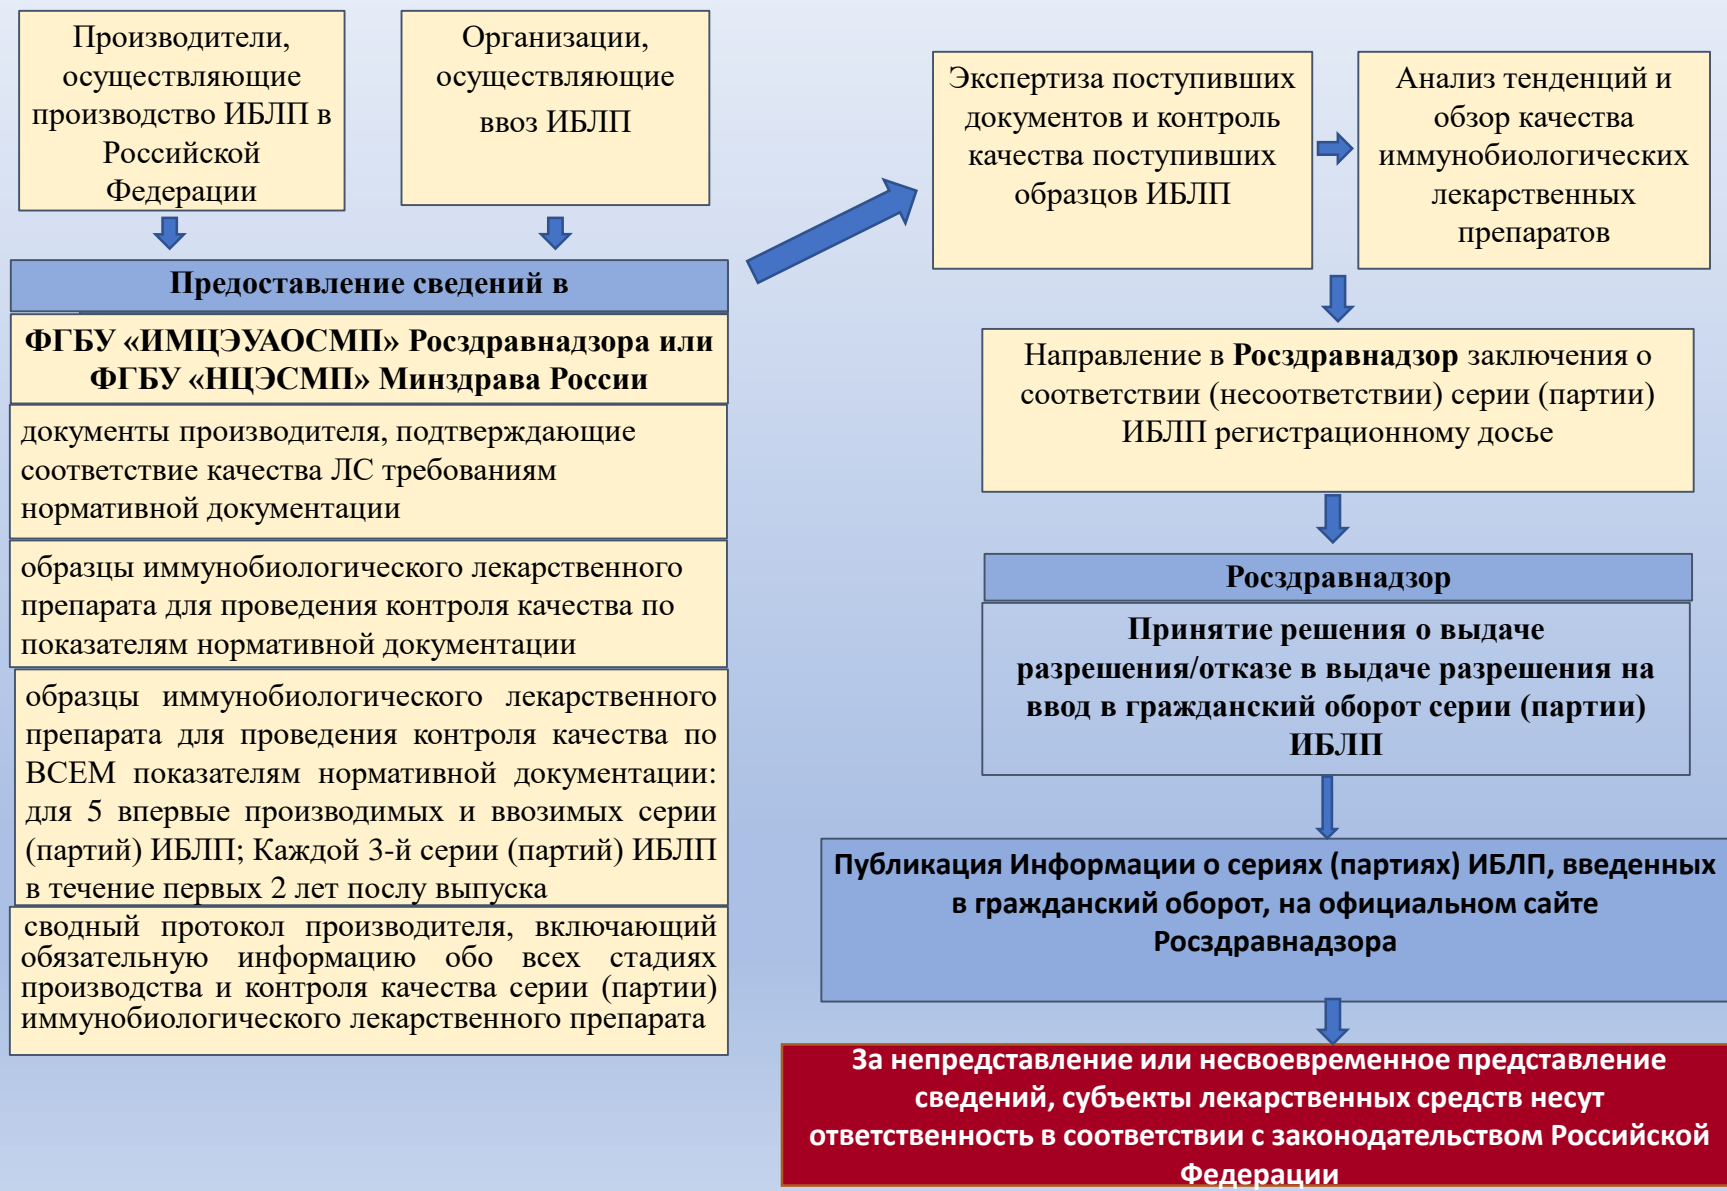 Производители,
осуществляющие
производство ИБЛП в
Российской
Федерации
Организации,
осуществляющие
ввоз ИБЛП
Предоставление сведений в
ФГБУ «ИМЦЭУАОСМП» Росздравнадзора или
ФГБУ «НЦЭСМП» Минздрава России
документы производителя, подтверждающие
соответствие качества ЛС требованиям
нормативной документации
образцы иммунобиологического лекарственного
препарата для проведения контроля качества по
показателям нормативной документации
образцы иммунобиологического лекарственного
препарата для проведения контроля качества по
ВСЕМ показателям нормативной документации:
для 5 впервые производимых и ввозимых серии
(партий) ИБЛП; Каждой 3-й серии (партий) ИБЛП
в течение первых 2 лет послу выпуска
сводный протокол производителя, включающий
обязательную информацию обо всех стадиях
производства и контроля качества серии (партии)
иммунобиологического лекарственного препарата
Экспертиза поступивших
документов и контроль
качества поступивших
образцов ИБЛП
Анализ тенденций и
обзор качества
иммунобиологических
лекарственных
препаратов
Направление в Росздравнадзор заключения о
соответствии (несоответствии) серии (партии)
ИБЛП регистрационному досье
Росздравнадзор
Принятие решения о выдаче
разрешения/отказе в выдаче разрешения на
ввод в гражданский оборот серии (партии)
ИБЛП
Публикация Информации о сериях (партиях) ИБЛП, введенных
в гражданский оборот, на официальном сайте
Росздравнадзора
За непредставление или несвоевременное представление
сведений, субъекты лекарственных средств несут
ответственность в соответствии с законодательством Российской
Федерации